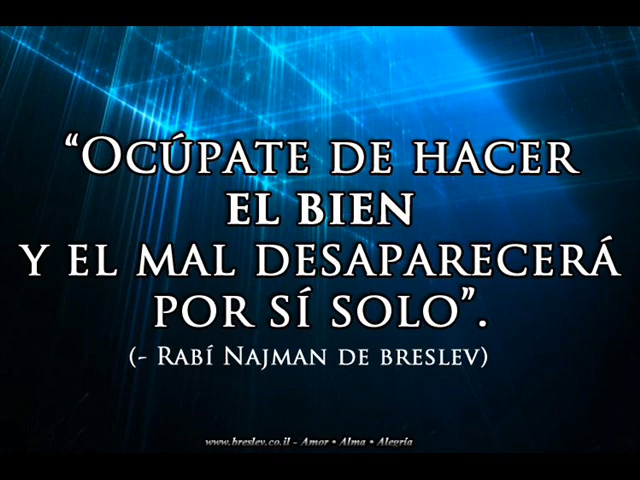 “Ocúpate de hacer
el bien
y el mal desaparecerá
por sí solo”.
(- Rabí Najman de breslev)
www.breslev.co.il - Amor • Alma • Alegría